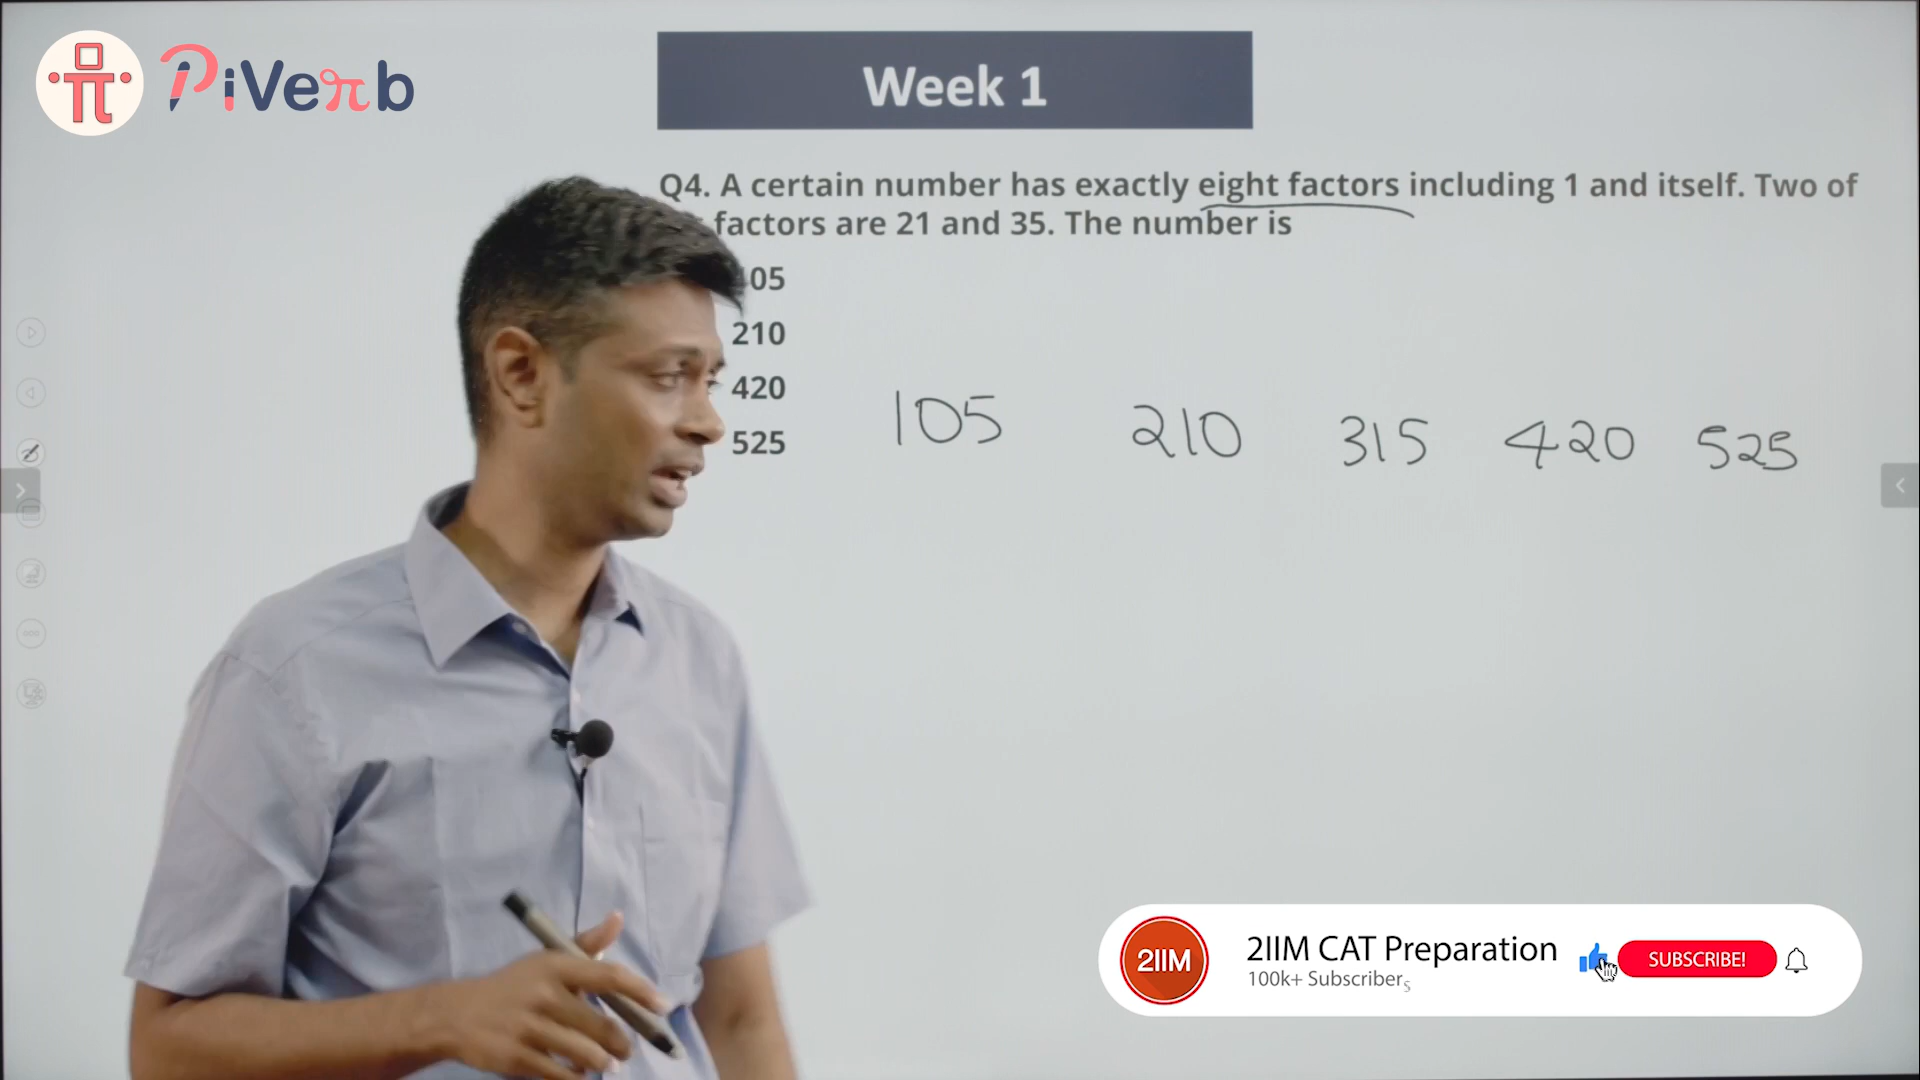 PiVerb
Week 1
Q4. A certain number has exactly eight factors including 1 and itself. Two of
factors are 21 and 35. The number is
105
210
420
525
105 210 315 420 525
2IIM
2IIM CAT Preparation
100k+ Subscribers
SUBSCRIBE!